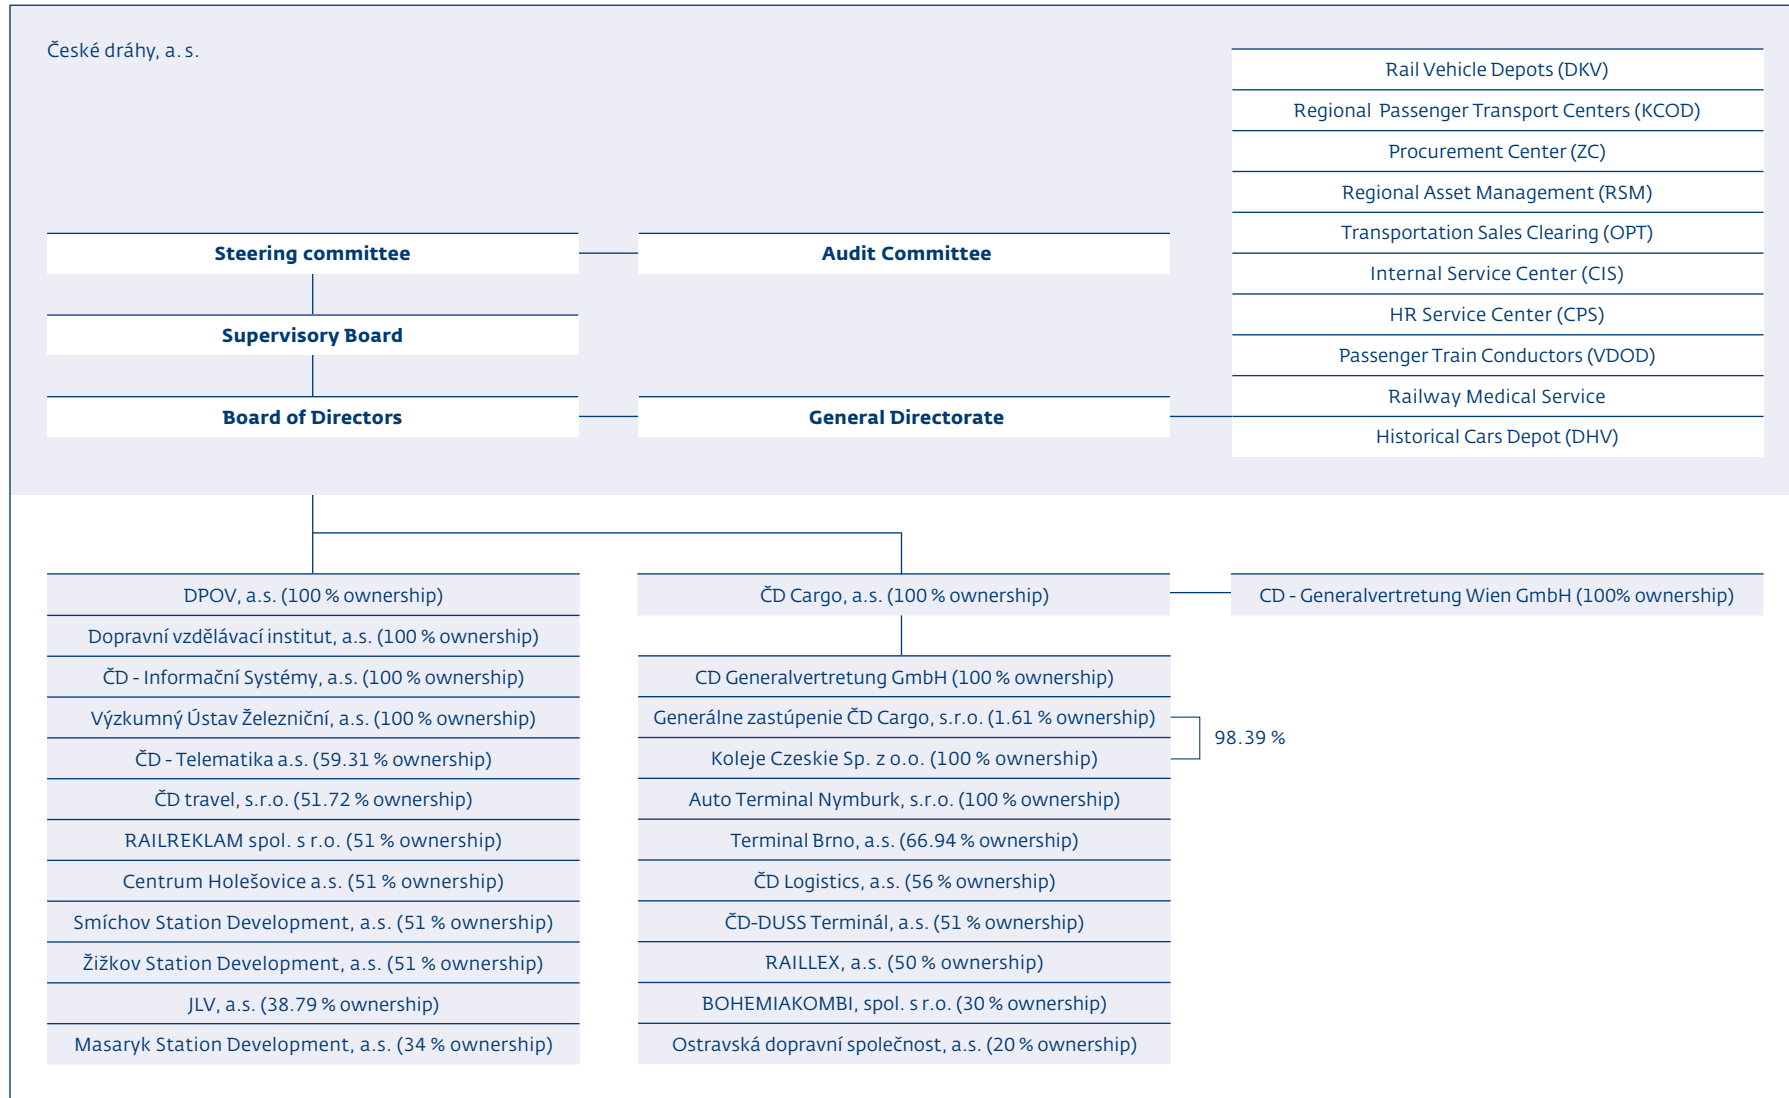 České dráhy, a. s.
Rail Vehicle Depots (DKV)
Regional Passenger Transport Centers (KCOD)
Procurement Center (ZC)
Regional Asset Management (RSM)
Transportation Sales Clearing (OPT)
Internal Service Center (CIS)
HR Service Center (CPS)
Passenger Train Conductors (VDOD)
Railway Medical Service
Historical Cars Depot (DHV)
Steering committee
Audit Committee
Supervisory Board
Board of Directors
General Directorate
DPOV, a.s. (100 % ownership)
Dopravní vzdělávací institut, a.s. (100 % ownership)
ČD - Informační Systémy, a.s. (100 % ownership)
Výzkumný Ústav Železniční, a.s. (100 % ownership)
ČD - Telematika a.s. (59.31 % ownership)
ČD travel, s.r.o. (51.72 % ownership)
RAILREKLAM spol. s r.o. (51 % ownership)
Centrum Holešovice a.s. (51 % ownership)
Smíchov Station Development, a.s. (51 % ownership)
Žižkov Station Development, a.s. (51 % ownership)
JLV, a.s. (38.79 % ownership)
Masaryk Station Development, a.s. (34 % ownership)
ČD Cargo, a.s. (100 % ownership)
CD - Generalvertretung Wien GmbH (100% ownership)
CD Generalvertretung GmbH (100 % ownership)
Generálne zastúpenie ČD Cargo, s.r.o. (1.61 % ownership)
98.39 %
Koleje Czeskie Sp. z o.o. (100 % ownership)
Auto Terminal Nymburk, s.r.o. (100 % ownership)
Terminal Brno, a.s. (66.94 % ownership)
ČD Logistics, a.s. (56 % ownership)
ČD-DUSS Terminál, a.s. (51 % ownership)
RAILLEX, a.s. (50 % ownership)
BOHEMIAKOMBI, spol. s r.o. (30 % ownership)
Ostravská dopravní společnost, a.s. (20 % ownership)